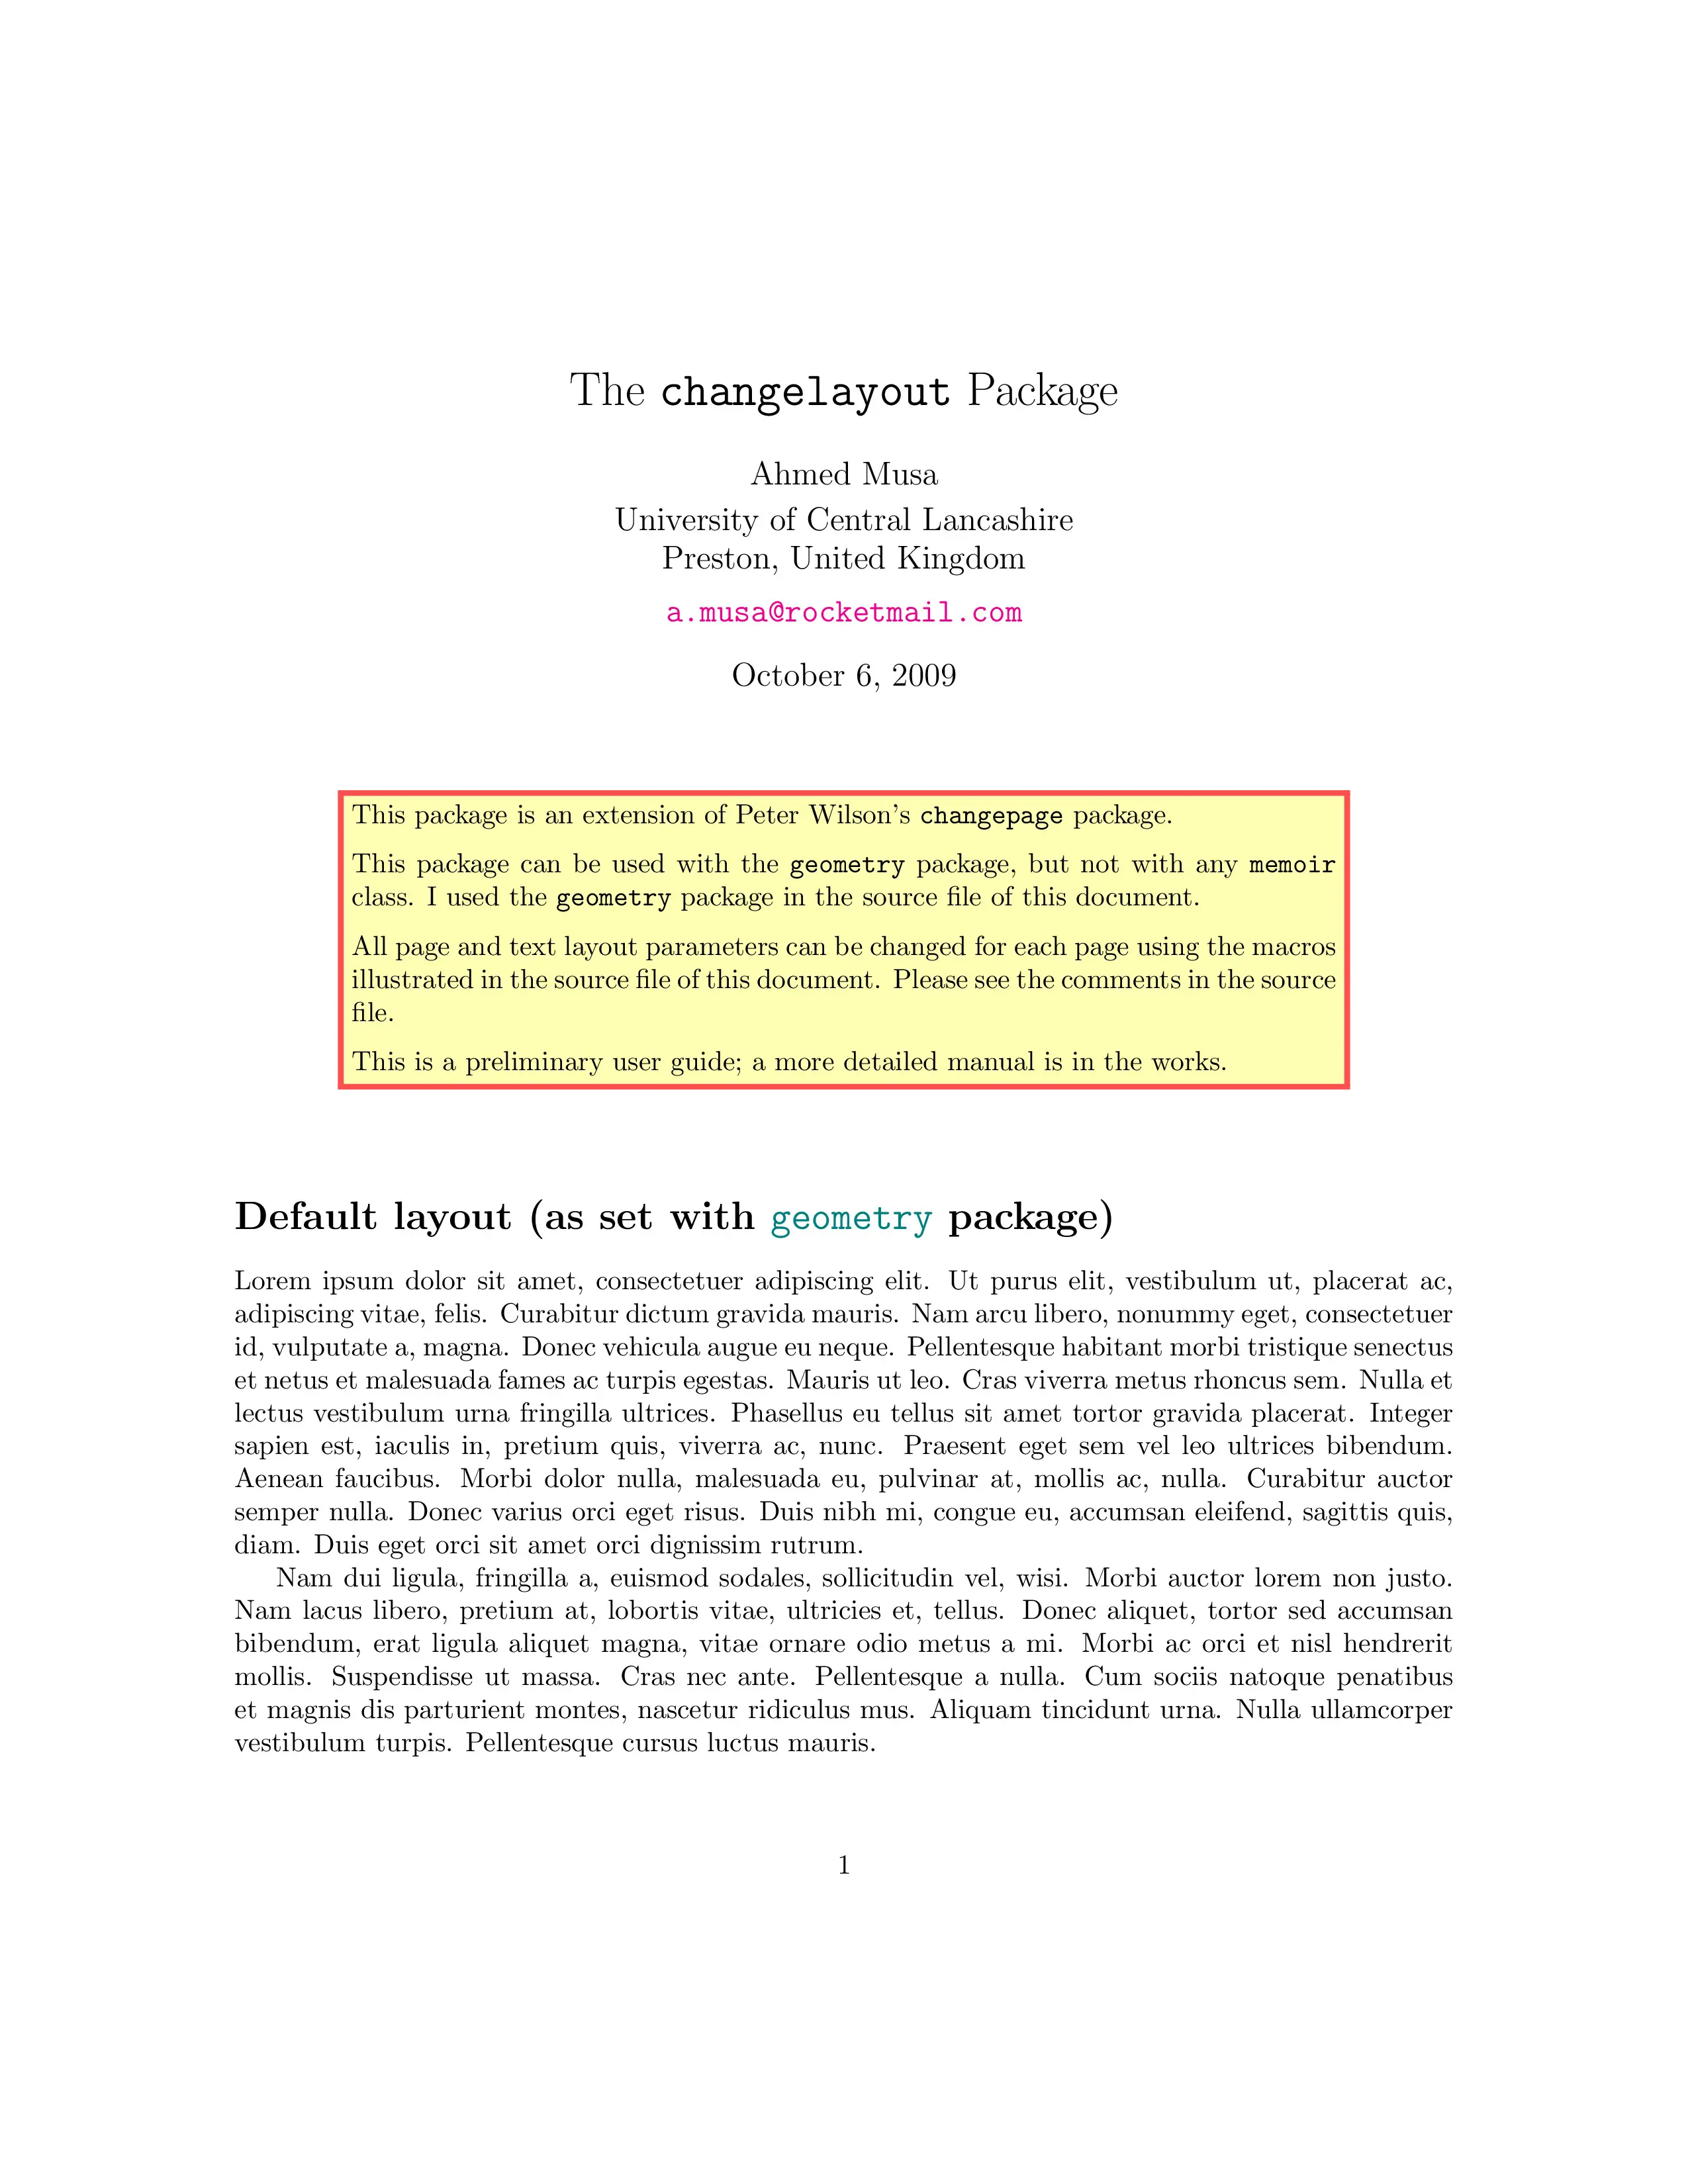 The changelayout Package
Ahmed Musa
University of Central Lancashire
Preston, United Kingdom
a.musa@rocketmail.com
October 6, 2009
This package is an extension of Peter Wilson's changepage package.
This package can be used with the geometry package, but not with any memoir
class. I used the geometry package in the source file of this document.
All page and text layout parameters can be changed for each page using the macros
illustrated in the source file of this document. Please see the comments in the source
file.
This is a preliminary user guide; a more detailed manual is in the works.
Default layout (as set with geometry package)
Lorem ipsum dolor sit amet, consectetuer adipiscing elit. Ut purus elit, vestibulum ut, placerat ac,
adipiscing vitae, felis. Curabitur dictum gravida mauris. Nam arcu libero, nonummy eget, consectetuer
id, vulputate a, magna. Donec vehicula augue eu neque. Pellentesque habitant morbi tristique senectus
et netus et malesuada fames ac turpis egestas. Mauris ut leo. Cras viverra metus rhoncus sem. Nulla et
lectus vestibulum urna fringilla ultrices. Phasellus eu tellus sit amet tortor gravida placerat. Integer
sapien est, iaculis in, pretium quis, viverra ac, nunc. Praesent eget sem vel leo ultrices bibendum.
Aenean faucibus. Morbi dolor nulla, malesuada eu, pulvinar at, mollis ac, nulla. Curabitur auctor
semper nulla. Donec varius orci eget risus. Duis nibh mi, congue eu, accumsan eleifend, sagittis quis,
diam. Duis eget orci sit amet orci dignissim rutrum.
Nam dui ligula, fringilla a, euismod sodales, sollicitudin vel, wisi. Morbi auctor lorem non justo.
Nam lacus libero, pretium at, lobortis vitae, ultricies et, tellus. Donec aliquet, tortor sed accumsan
bibendum, erat ligula aliquet magna, vitae ornare odio metus a mi. Morbi ac orci et nisl hendrerit
mollis. Suspendisse ut massa. Cras nec ante. Pellentesque a nulla. Cum sociis natoque penatibus
et magnis dis parturient montes, nascetur ridiculus mus. Aliquam tincidunt urna. Nulla ullamcorper
vestibulum turpis. Pellentesque cursus luctus mauris.
1